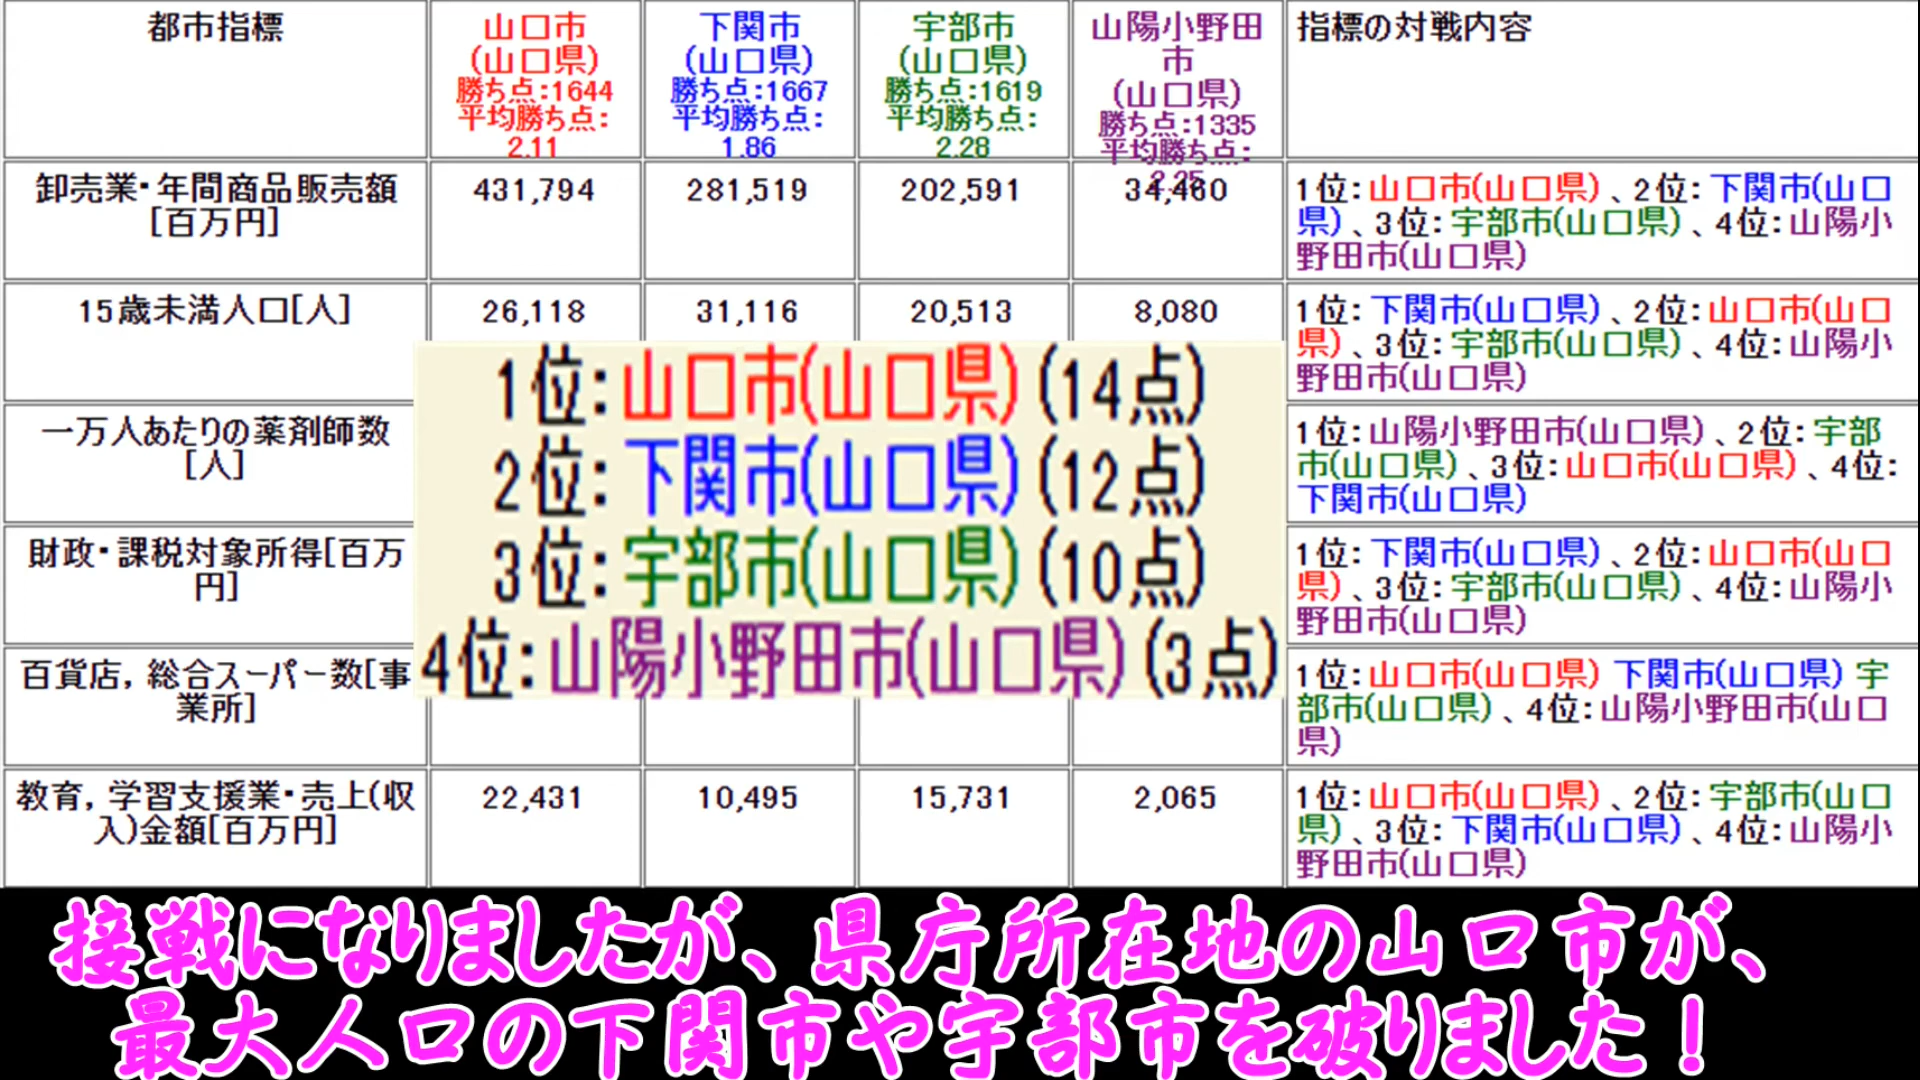 都市指標
山口市
(山口県)
勝ち点:1644
平均勝ち点:
2.11
下関市
(山口県)
勝ち点:1667
平均勝ち点:
1.86
宇部市
(山口県)
勝ち点:1619
平均勝ち点:
2.28
山陽小野田
市
(山口県)
勝ち点:1335
平均勝ち点:
2.25
指標の対戦内容
卸売業・年間商品販売額
[百万円]
431,794
281,519
202,591
34,460
1位:山口市(山口県)、2位:下関市(山口
県)、3位:宇部市(山口県)、4位:山陽小
野田市(山口県)
15歳未満人口[人]
26,118
31,116
20,513
8,080
1位:下関市(山口県)、2位:山口市(山口
県)、3位:宇部市(山口県)、4位:山陽小
野田市(山口県)
一万人あたりの薬剤師数
[人]
1位:山陽小野田市(山口県)、2位:宇部
市(山口県)、3位:山口市(山口県)、4位:
下関市(山口県)
財政・課税対象所得[百万
円]
1位:下関市(山口県)、2位:山口市(山口
県)、3位:宇部市(山口県)、4位:山陽小
野田市(山口県)
百貨店,総合スーパー数[事
業所]
1位:山口市(山口県) 下関市(山口県) 宇
部市(山口県)、4位:山陽小野田市(山口
県)
教育,学習支援業・売上(収
入)金額[百万円]
22,431
10,495
15,731
2,065
1位:山口市(山口県)、2位:宇部市(山口
県)、3位:下関市(山口県)、4位:山陽小
野田市(山口県)
1位:山口市(山口県)(14点)
2位:下関市(山口県)(12点)
3位:宇部市(山口県)(10点)
4位:山陽小野田市(山口県)(3点)
接戦になりましたが、県庁所在地の山口市が、
最大人口の下関市や宇部市を破りました!